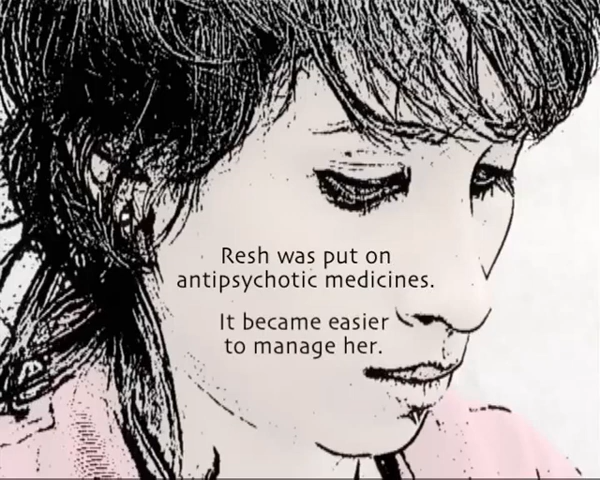 Resh was put on
antipsychotic medicines.
It became easier
to manage her.